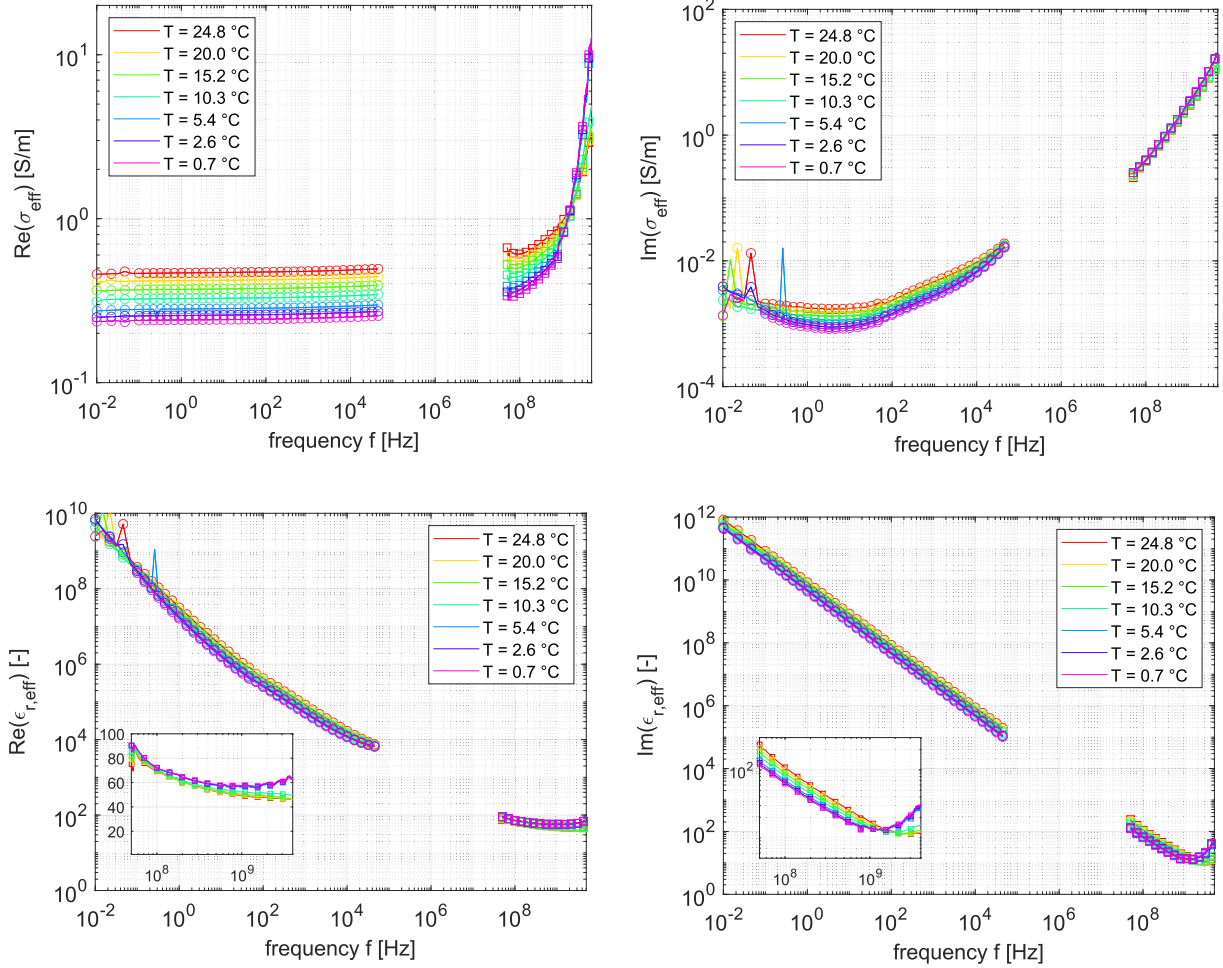 Re(σeff) [S/m]
10^1
10^0
10^-1
T = 24.8 °C
T = 20.0 °C
T = 15.2 °C
T = 10.3 °C
T = 5.4 °C
T = 2.6 °C
T = 0.7 °C
10^-2 10^0 10^2 10^4 10^6 10^8
frequency f [Hz]
Im(σeff) [S/m]
10^2
10^0
10^-2
10^-4
T = 24.8 °C
T = 20.0 °C
T = 15.2 °C
T = 10.3 °C
T = 5.4 °C
T = 2.6 °C
T = 0.7 °C
10^-2 10^0 10^2 10^4 10^6 10^8
frequency f [Hz]
Re(ϵr,eff) [-]
10^10
10^8
10^6
10^4
10^2
10^0
T = 24.8 °C
T = 20.0 °C
T = 15.2 °C
T = 10.3 °C
T = 5.4 °C
T = 2.6 °C
T = 0.7 °C
100
80
60
40
20
10^8 10^9
10^-2 10^0 10^2 10^4 10^6 10^8
frequency f [Hz]
Im(ϵr,eff) [-]
10^12
10^10
10^8
10^6
10^4
10^2
10^0
T = 24.8 °C
T = 20.0 °C
T = 15.2 °C
T = 10.3 °C
T = 5.4 °C
T = 2.6 °C
T = 0.7 °C
10^2
10^8 10^9
10^-2 10^0 10^2 10^4 10^6 10^8
frequency f [Hz]